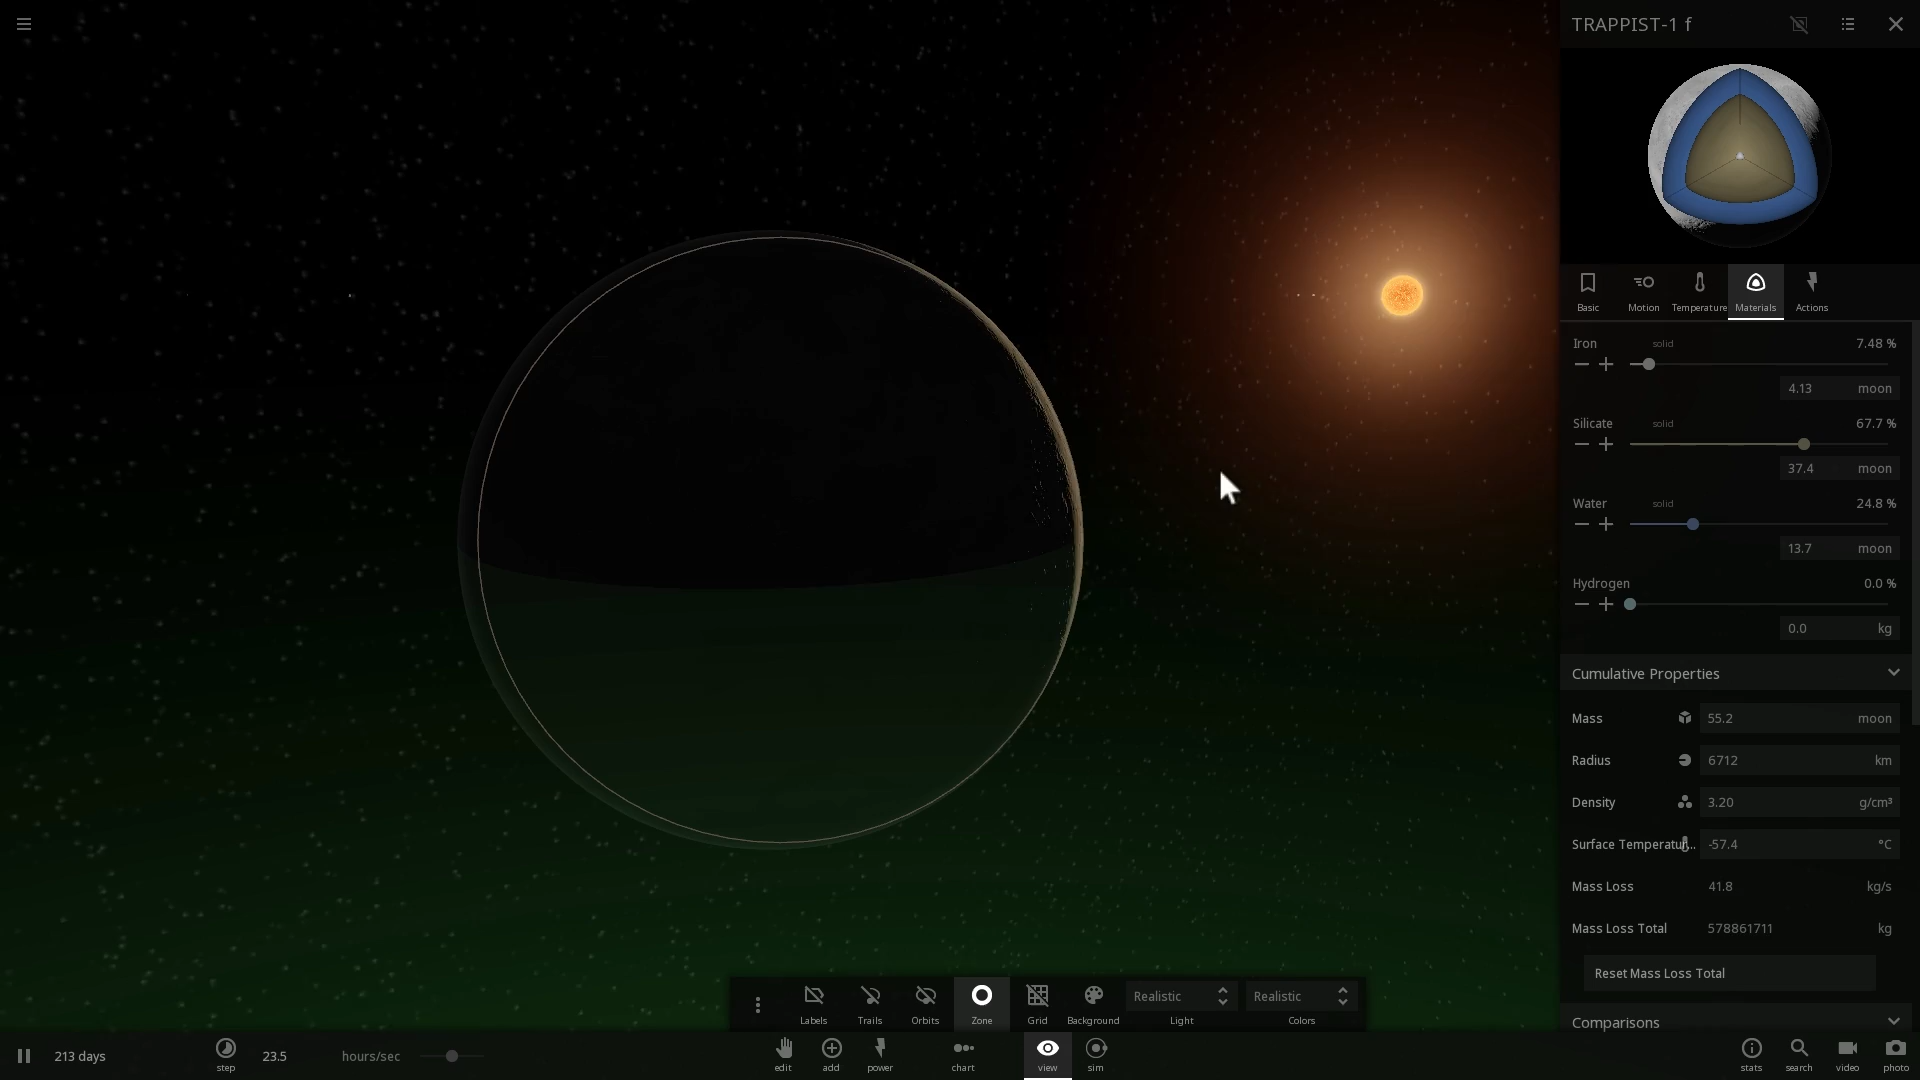 TRAPPIST-1 f
Basic Motion Temperature Materials Actions
Iron solid 7.48 %
4.13 moon
Silicate solid 67.7 %
37.4 moon
Water solid 24.8 %
13.7 moon
Hydrogen 0.0 %
0.0 kg
Cumulative Properties
Mass 55.2 moon
Radius 6712 km
Density 3.20 g/cm³
Surface Temperatur... -57.4 °C
Mass Loss 41.8 kg/s
Mass Loss Total 578861711 kg
Reset Mass Loss Total
Comparisons
Realistic Realistic
Labels Trails Orbits Zone Grid Background Light Colors
213 days 23.5 hours/sec
step edit add power chart view sim stats search video photo